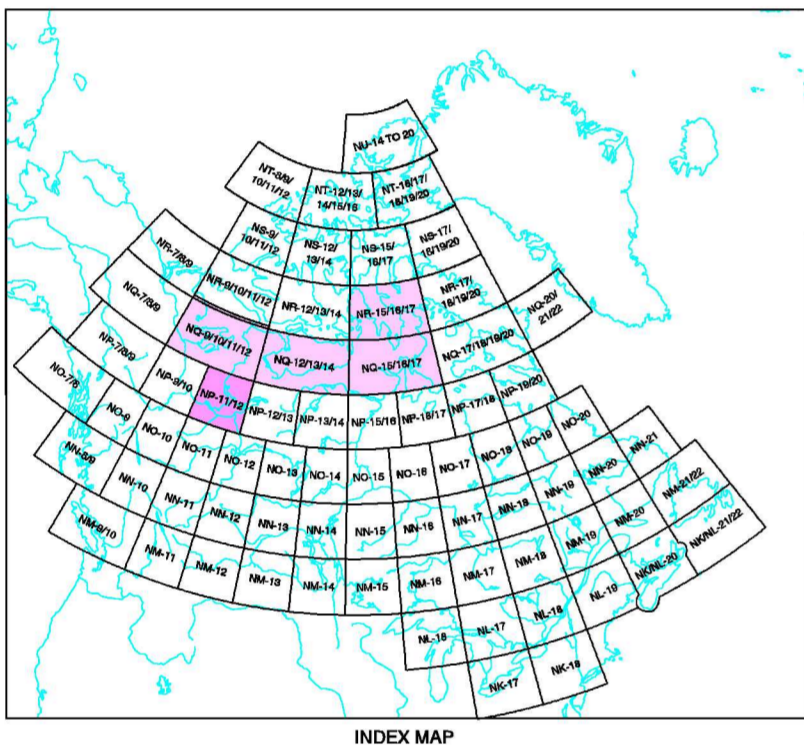 NU-14 TO 20
NT-8/9/
10/11/12
NT-12/13/
14/15/16
NT-16/17/
18/19/20
NS-9/
10/11/12
NS-12/
13/14
NS-15/
16/17
NS-17/
18/19/20
NR-7/8/9
NR-9/10/11/12
NR-12/13/14
NR-15/16/17
NR-17/
18/19/20
NQ-7/8/9
NQ-9/10/11/12
NQ-12/13/14
NQ-15/16/17
NQ-17/18/19/20
NQ-20/
21/22
NP-7/8/9
NP-9/10
NP-11/12
NP-12/13
NP-13/14
NP-15/16
NP-16/17
NP-17/18
NP-19/20
NO-7/8
NO-9
NO-10
NO-11
NO-12
NO-13
NO-14
NO-15
NO-16
NO-17
NO-18
NO-19
NO-20
NN-8/9
NN-10
NN-11
NN-12
NN-13
NN-14
NN-15
NN-16
NN-17
NN-18
NN-19
NN-20
NN-21
NM-9/10
NM-11
NM-12
NM-13
NM-14
NM-15
NM-16
NM-17
NM-18
NM-19
NM-20
NM-21/22
NL-16
NL-17
NL-18
NL-19
NK/NL-20
NK/NL-21/22
NK-17
NK-18
INDEX MAP